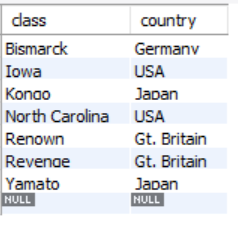 class country
Bismarck Germany
Iowa USA
Kongo Japan
North Carolina USA
Renown Gt. Britain
Revenge Gt. Britain
Yamato Japan
NULL NULL